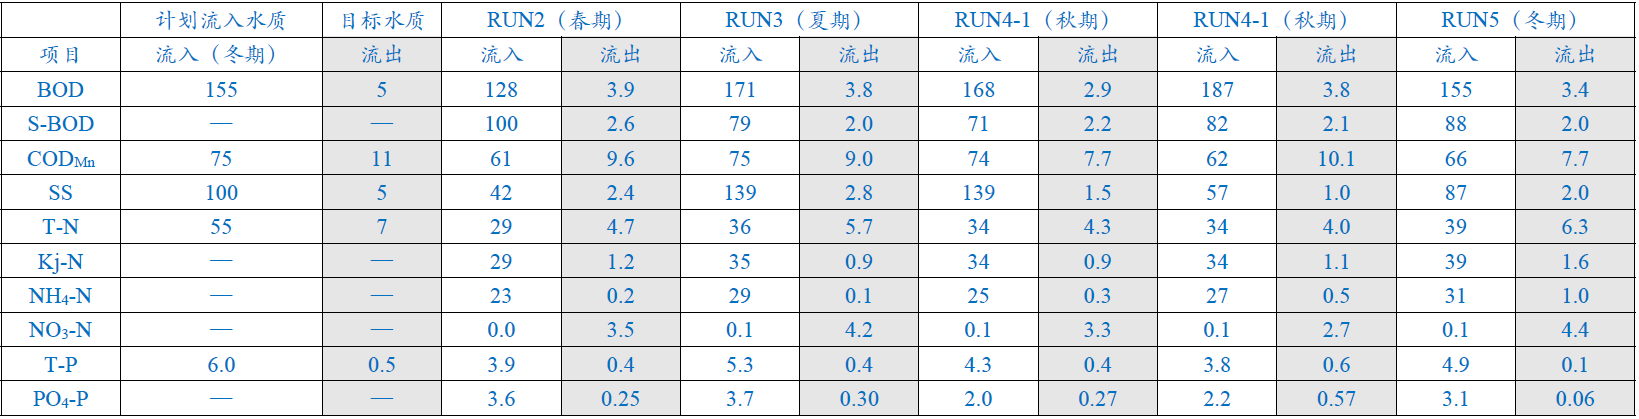 计划流入水质 目标水质 RUN2（春期） RUN3（夏期） RUN4-1（秋期） RUN4-1（秋期） RUN5（冬期）
项目 流入（冬期） 流出 流入 流出 流入 流出 流入 流出 流入 流出 流入 流出
BOD 155 5 128 3.9 171 3.8 168 2.9 187 3.8 155 3.4
S-BOD — — 100 2.6 79 2.0 71 2.2 82 2.1 88 2.0
CODMn 75 11 61 9.6 75 9.0 74 7.7 62 10.1 66 7.7
SS 100 5 42 2.4 139 2.8 139 1.5 57 1.0 87 2.0
T-N 55 7 29 4.7 36 5.7 34 4.3 34 4.0 39 6.3
Kj-N — — 29 1.2 35 0.9 34 0.9 34 1.1 39 1.6
NH4-N — — 23 0.2 29 0.1 25 0.3 27 0.5 31 1.0
NO3-N — — 0.0 3.5 0.1 4.2 0.1 3.3 0.1 2.7 0.1 4.4
T-P 6.0 0.5 3.9 0.4 5.3 0.4 4.3 0.4 3.8 0.6 4.9 0.1
PO4-P — — 3.6 0.25 3.7 0.30 2.0 0.27 2.2 0.57 3.1 0.06